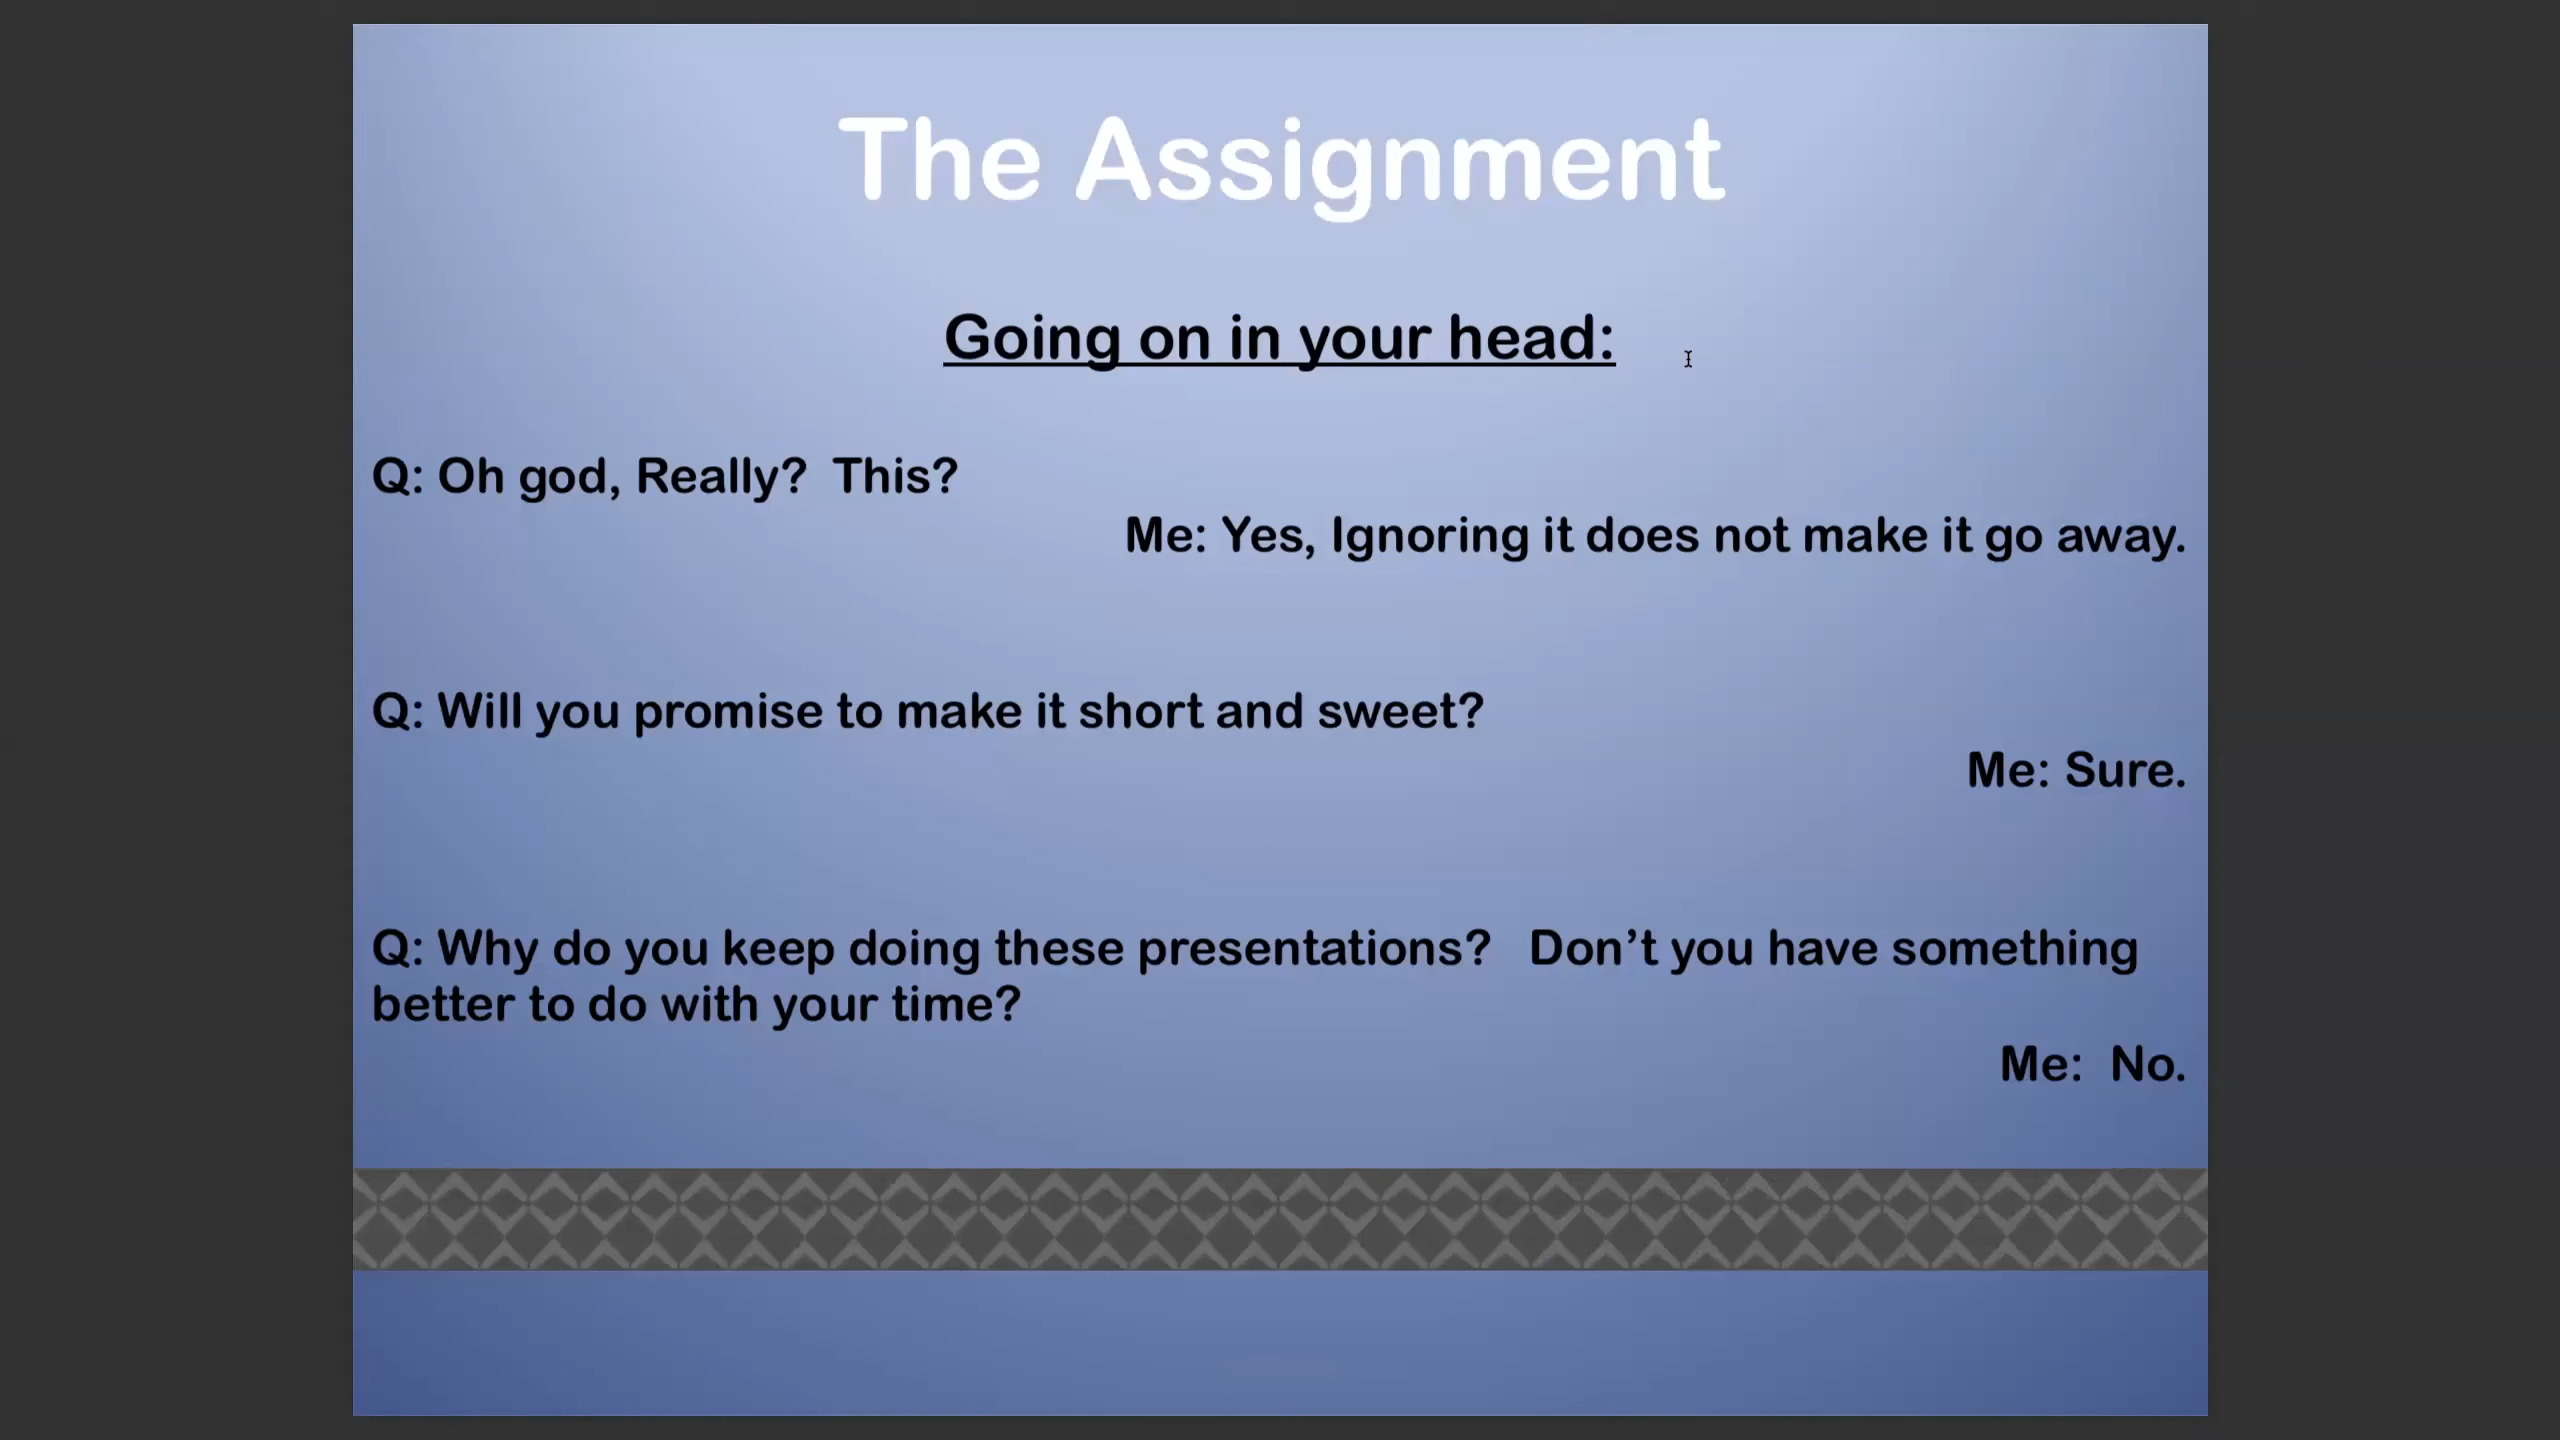 The Assignment
Going on in your head:
Q: Oh god, Really?  This?
Me: Yes, Ignoring it does not make it go away.
Q: Will you promise to make it short and sweet?
Me: Sure.
Q: Why do you keep doing these presentations?   Don’t you have something
better to do with your time?
Me:  No.